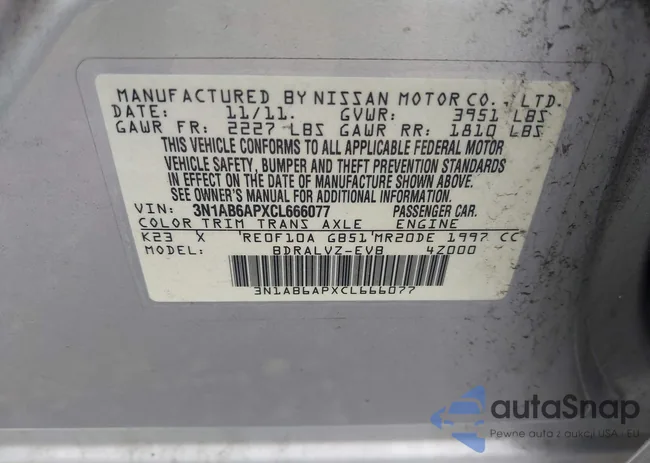 MANUFACTURED BY NISSAN MOTOR CO., LTD.
DATE: 11/11. GVWR: 3951 LBS
GAWR FR: 2227 LBS GAWR RR: 1810 LBS
THIS VEHICLE CONFORMS TO ALL APPLICABLE FEDERAL MOTOR
VEHICLE SAFETY, BUMPER AND THEFT PREVENTION STANDARDS
IN EFFECT ON THE DATE OF MANUFACTURE SHOWN ABOVE.
SEE OWNER'S MANUAL FOR ADDITIONAL INFORMATION.
VIN: 3N1AB6APXCL666077 PASSENGER CAR.
COLOR TRIM TRANS AXLE ENGINE
K23 X RE0F10A GB51 MR20DE 1997 CC
MODEL: BDRALVZ-EVB 4Z000
3N1AB6APXCL666077
autoSnap
Pewne auta z aukcji USA - EU